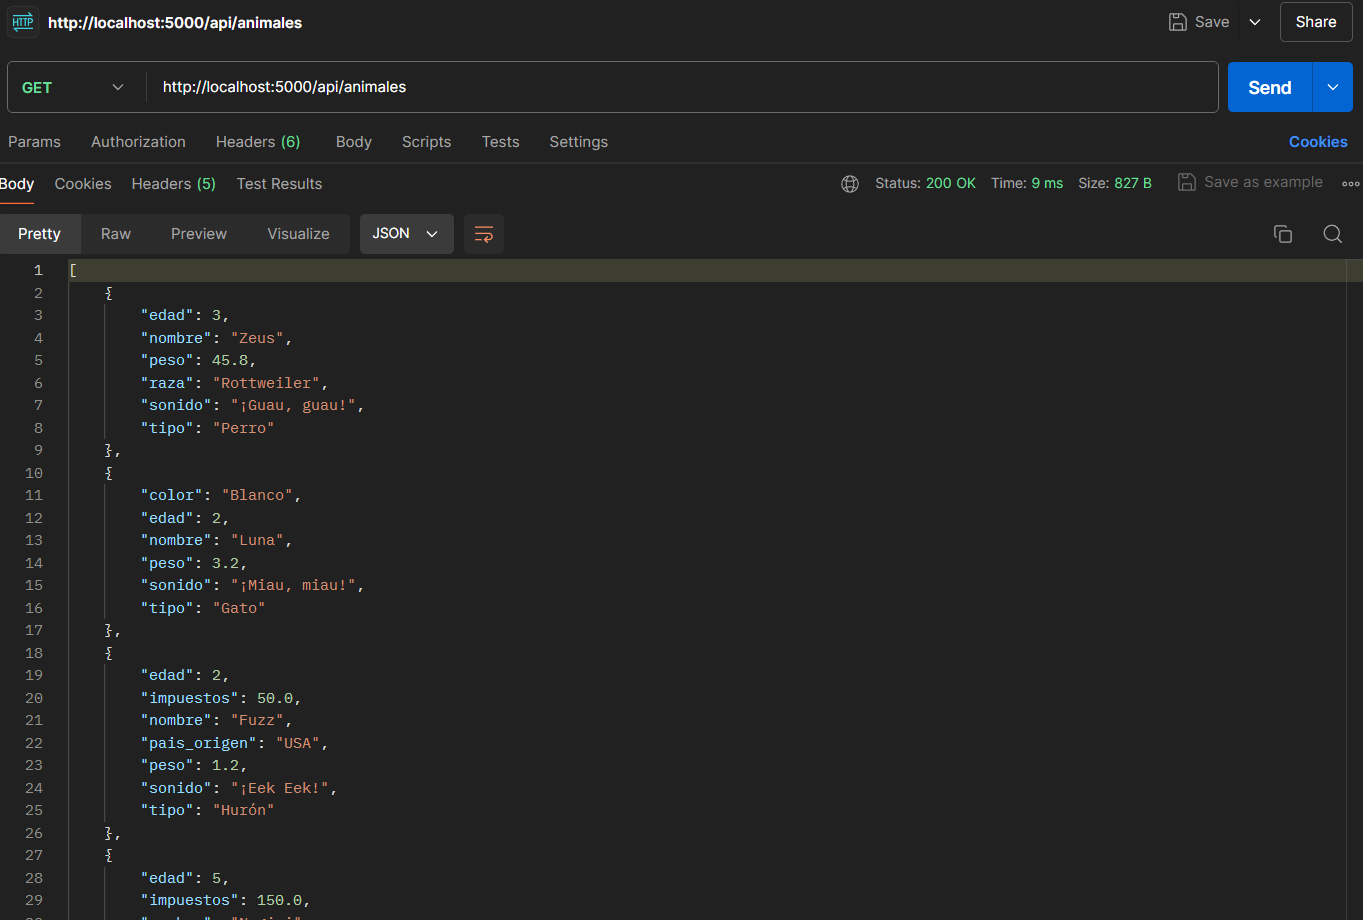 HTTP http://localhost:5000/api/animales Save Share
GET http://localhost:5000/api/animales Send
Params Authorization Headers (6) Body Scripts Tests Settings Cookies
Body Cookies Headers (5) Test Results Status: 200 OK Time: 9 ms Size: 827 B Save as example
Pretty Raw Preview Visualize JSON
1 [
2 {
3 "edad": 3,
4 "nombre": "Zeus",
5 "peso": 45.8,
6 "raza": "Rottweiler",
7 "sonido": "¡Guau, guau!",
8 "tipo": "Perro"
9 },
10 {
11 "color": "Blanco",
12 "edad": 2,
13 "nombre": "Luna",
14 "peso": 3.2,
15 "sonido": "¡Miau, miau!",
16 "tipo": "Gato"
17 },
18 {
19 "edad": 2,
20 "impuestos": 50.0,
21 "nombre": "Fuzz",
22 "pais_origen": "USA",
23 "peso": 1.2,
24 "sonido": "¡Eek Eek!",
25 "tipo": "Hurón"
26 },
27 {
28 "edad": 5,
29 "impuestos": 150.0,